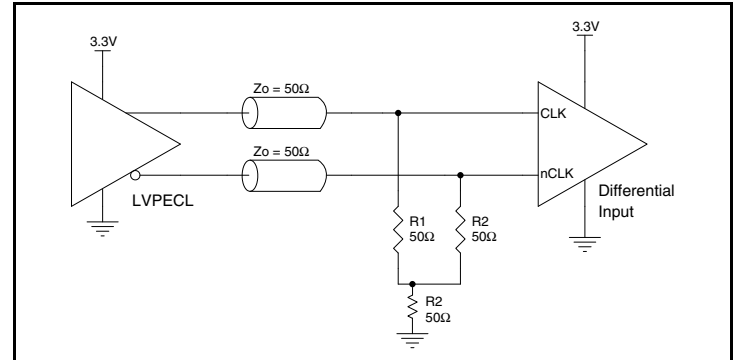 3.3V
3.3V
Zo = 50Ω
CLK
Zo = 50Ω
nCLK
LVPECL
Differential
Input
R1
50Ω
R2
50Ω
R2
50Ω